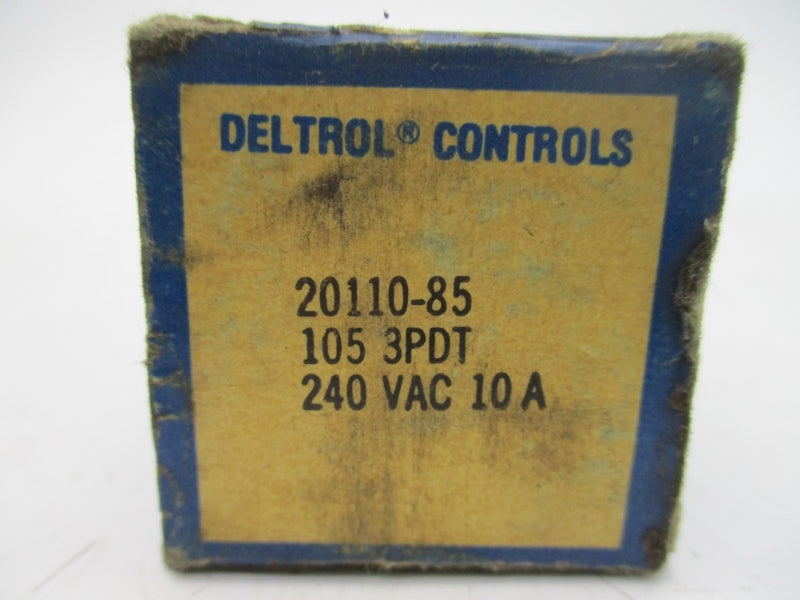 DELTROL® CONTROLS
20110-85
105 3PDT
240 VAC 10 A